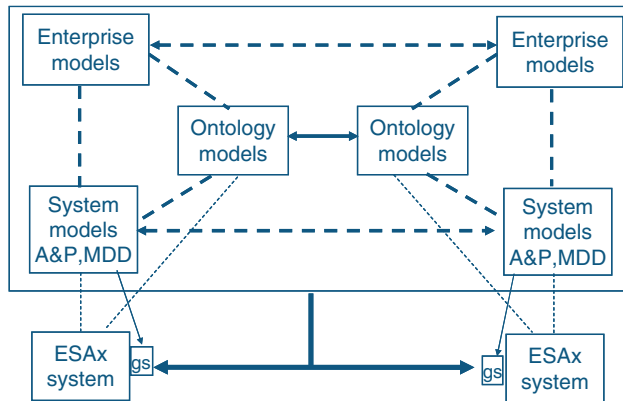 Enterprise
models
Enterprise
models
Ontology
models
Ontology
models
System
models
A&P,MDD
System
models
A&P,MDD
ESAx
system
gs
gs
ESAx
system